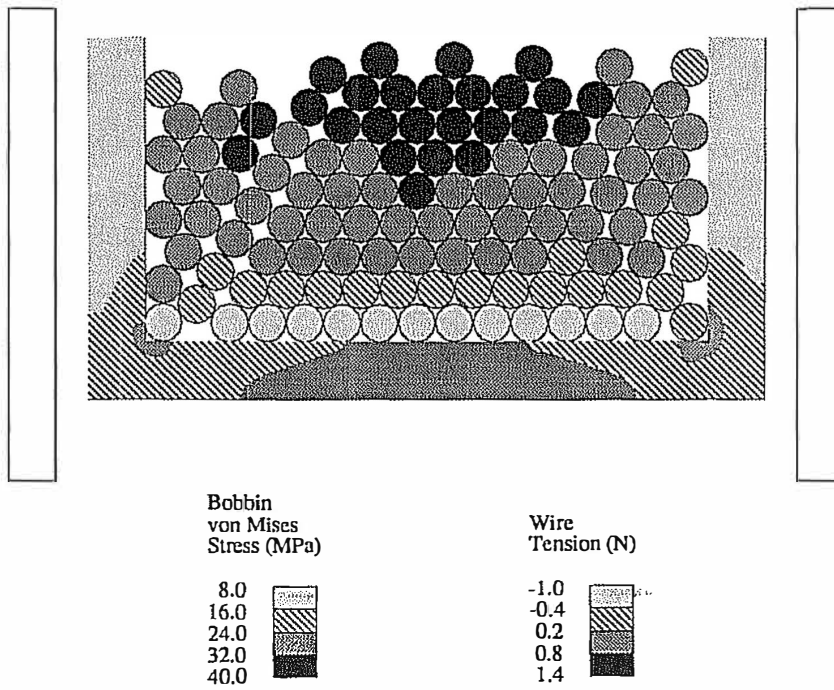 Bobbin
von Mises
Stress (MPa)
8.0
16.0
24.0
32.0
40.0
Wire
Tension (N)
-1.0
-0.4
0.2
0.8
1.4